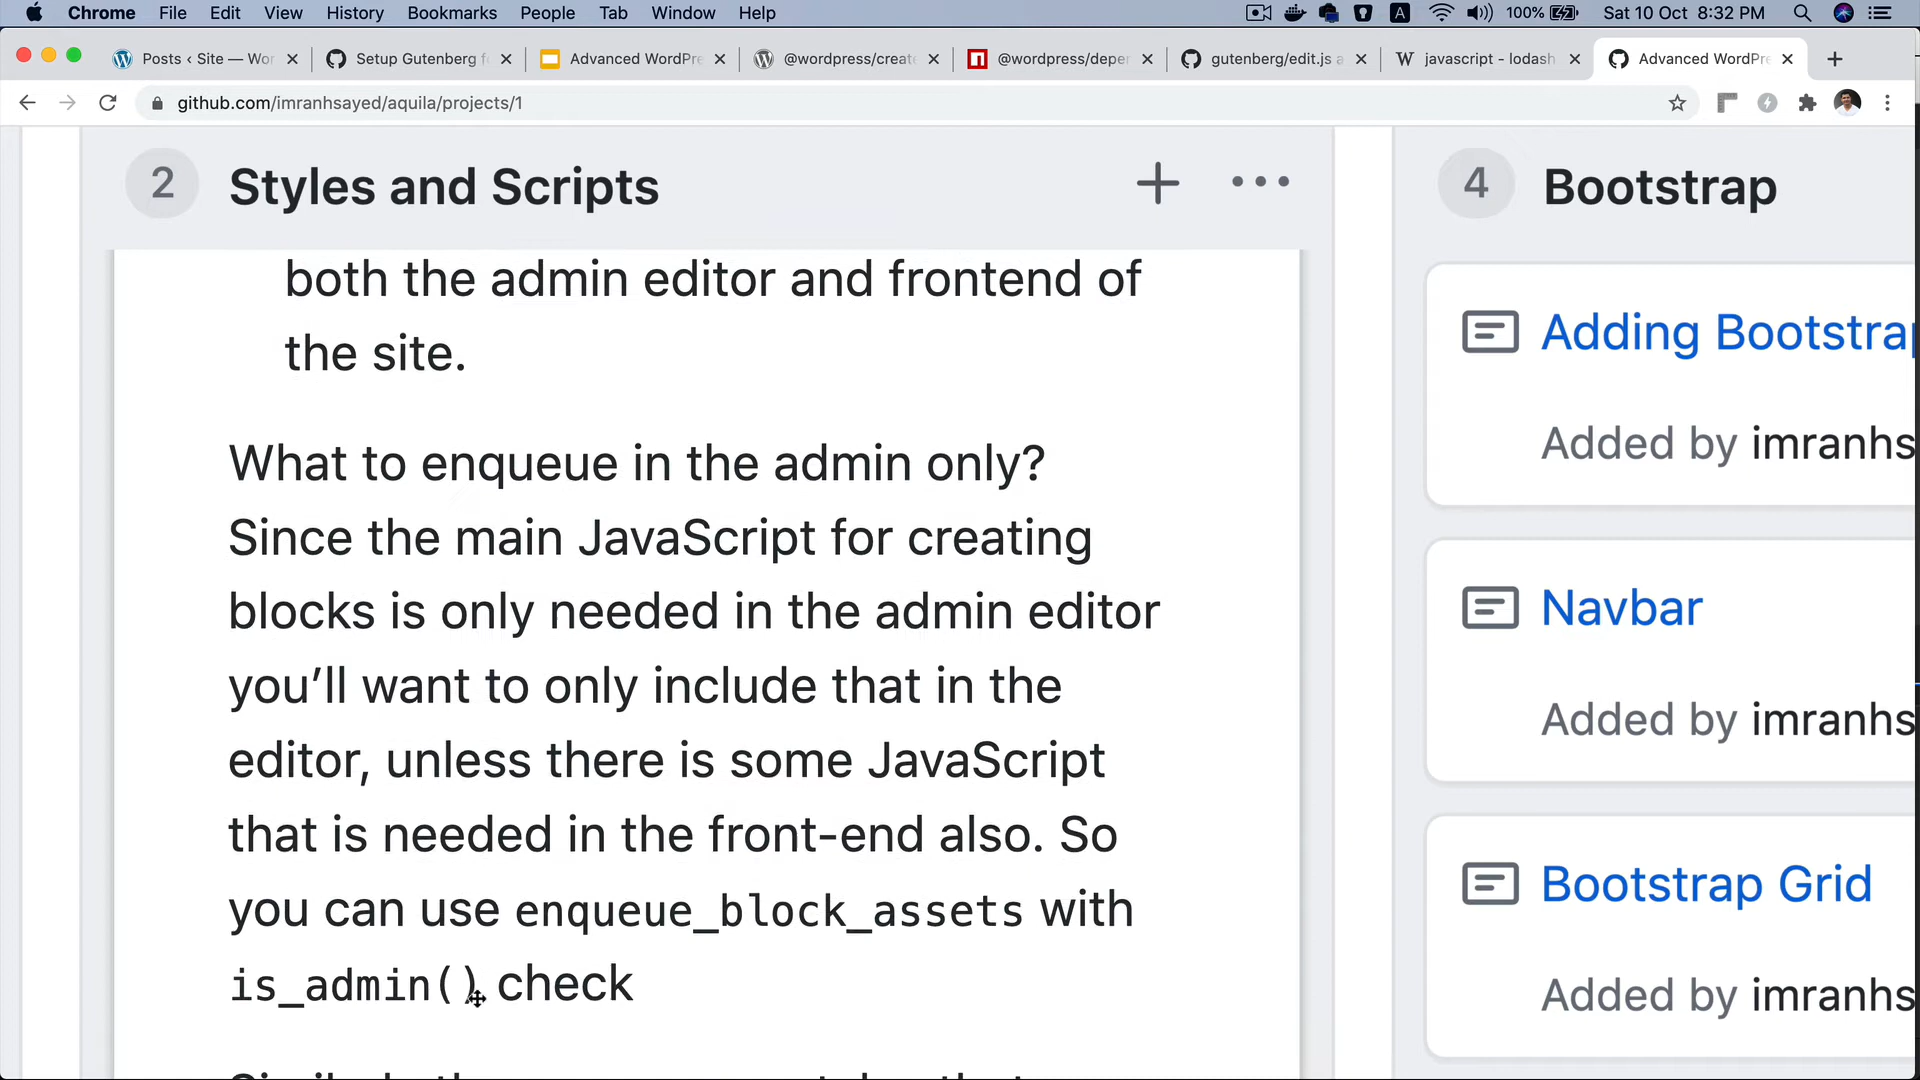 Chrome File Edit View History Bookmarks People Tab Window Help
A 100% Sat 10 Oct 8:32 PM
Posts ‹ Site — Wor
Setup Gutenberg f
Advanced WordPre
@wordpress/create
@wordpress/deper
gutenberg/edit.js a
javascript - lodash
Advanced WordPre
github.com/imranhsayed/aquila/projects/1
2 Styles and Scripts
both the admin editor and frontend of
the site.
What to enqueue in the admin only?
Since the main JavaScript for creating
blocks is only needed in the admin editor
you’ll want to only include that in the
editor, unless there is some JavaScript
that is needed in the front-end also. So
you can use enqueue_block_assets with
is_admin() check
4 Bootstrap
Adding Bootstrap
Added by imranhs
Navbar
Added by imranhs
Bootstrap Grid
Added by imranhs